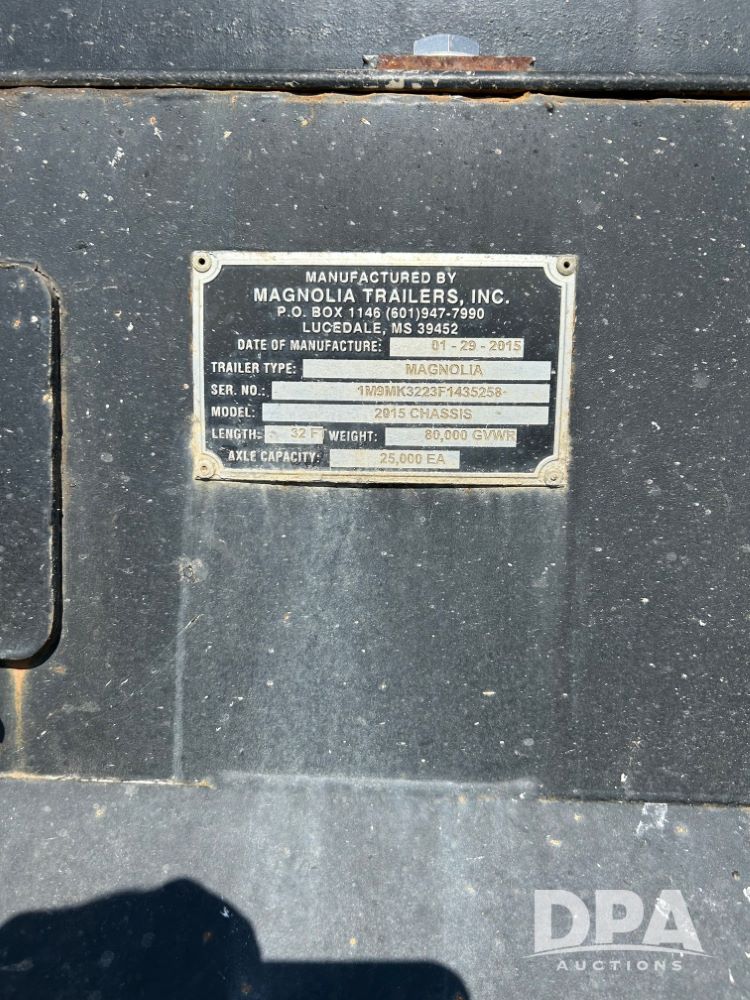 MANUFACTURED BY
MAGNOLIA TRAILERS, INC.
P.O. BOX 1146 (601)947-7990
LUCEDALE, MS 39452
DATE OF MANUFACTURE: 01 - 29 - 2015
TRAILER TYPE: MAGNOLIA
SER. NO.: 1M9MK3223F1435258
MODEL: 2915 CHASSIS
LENGTH: 32 FT WEIGHT: 80,000 GVWR
AXLE CAPACITY: 25,000 EA
DPA
AUCTIONS